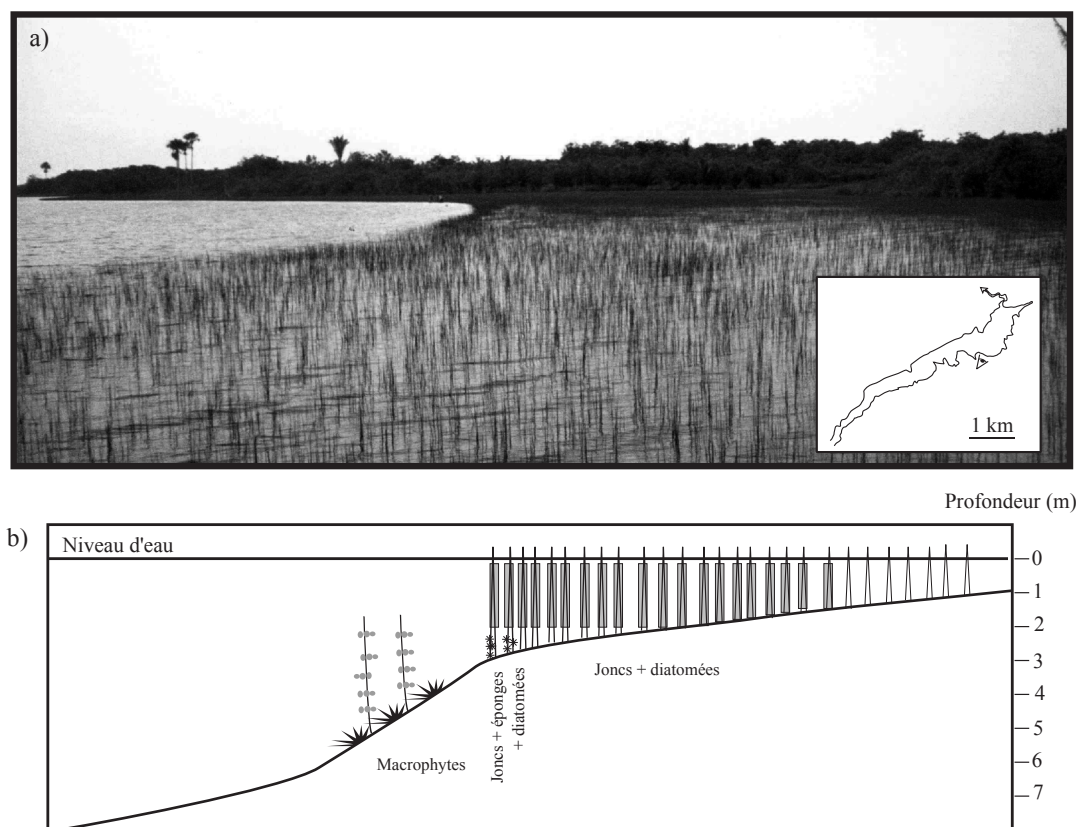 a)
1 km
Profondeur (m)
b)
Niveau d'eau
0
1
2
3
4
5
6
7
Joncs + diatomées
Joncs + éponges
+ diatomées
Macrophytes